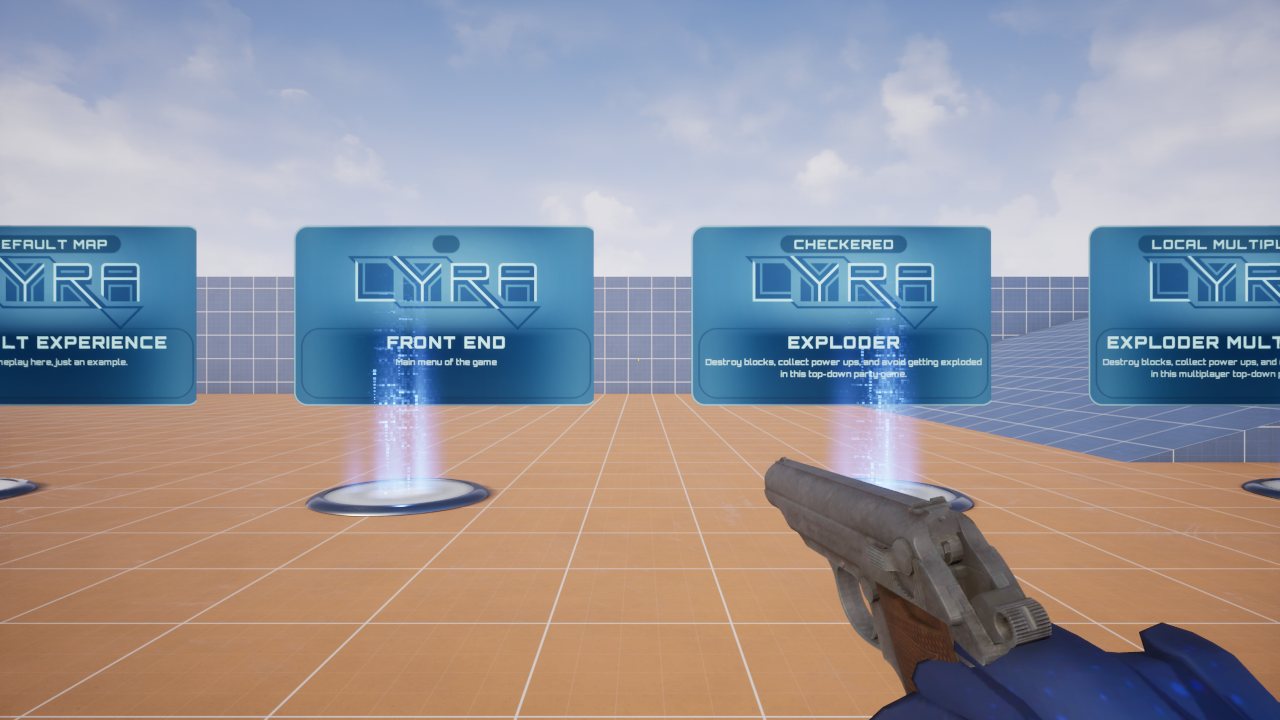 EFAULT MAP
YRA
LT EXPERIENCE
meplay here, just an example.
LYRA
FRONT END
Main menu of the game
CHECKERED
LYRA
EXPLODER
Destroy blocks, collect power ups, and avoid getting exploded
in this top-down party game.
LOCAL MULTIPL
LYR
EXPLODER MULT
Destroy blocks, collect power ups, and
in this multiplayer top-down p